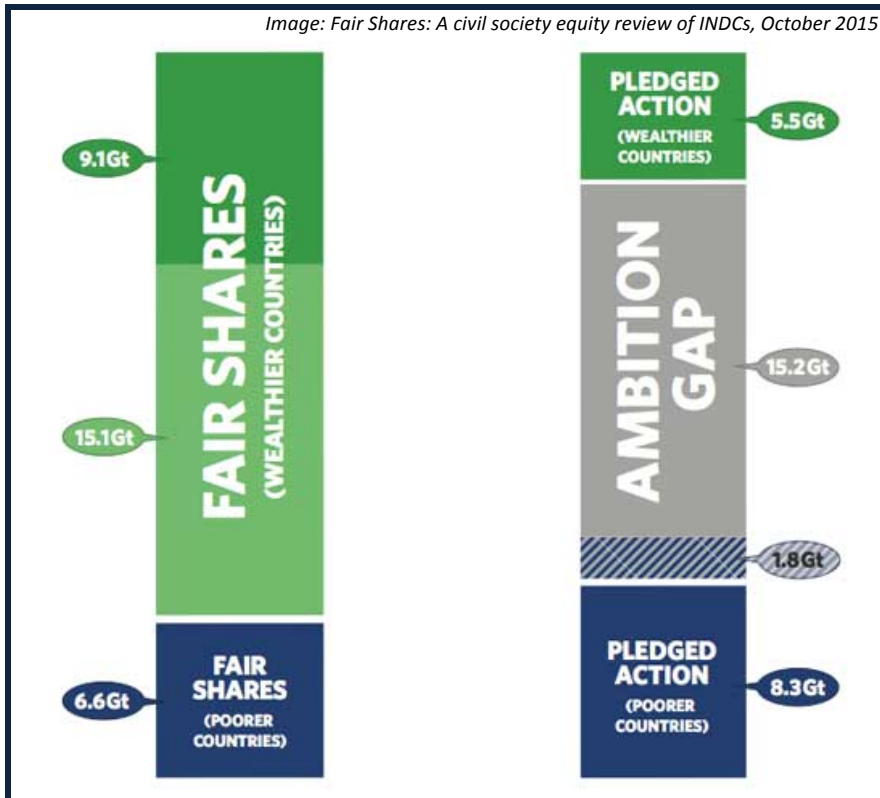 Image: Fair Shares: A civil society equity review of INDCs, October 2015
9.1Gt
FAIR SHARES
(WEALTHIER COUNTRIES)
15.1Gt
FAIR
SHARES
(POORER
COUNTRIES)
6.6Gt
PLEDGED
ACTION
(WEALTHIER
COUNTRIES)
5.5Gt
AMBITION
GAP
15.2Gt
1.8Gt
PLEDGED
ACTION
(POORER
COUNTRIES)
8.3Gt